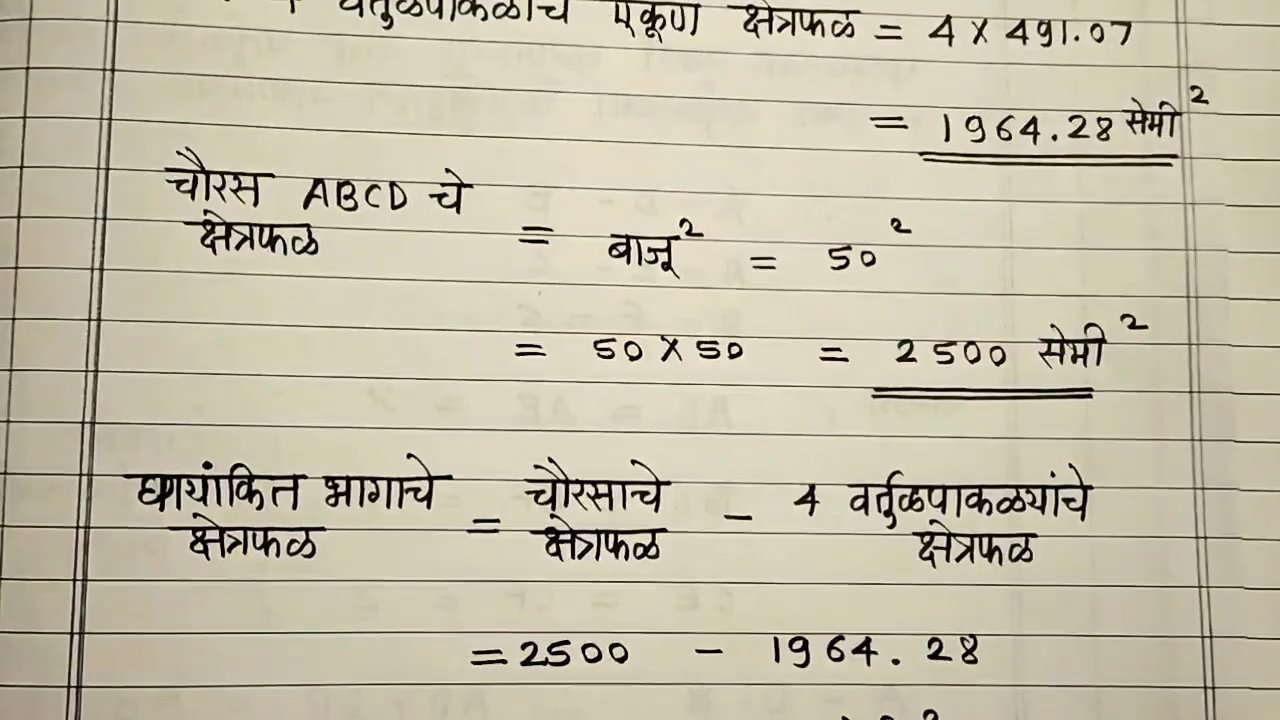 वर्तुळपाकळीचे एकूण क्षेत्रफळ = 4 × 491.07
= 1964.28 सेमी²
चौरस ABCD चे
क्षेत्रफळ = बाजू² = 50²
= 50 × 50 = 2500 सेमी²
छायांकित भागाचे = चौरसाचे – 4 वर्तुळपाकळ्यांचे
क्षेत्रफळ क्षेत्रफळ क्षेत्रफळ
= 2500 – 1964.28